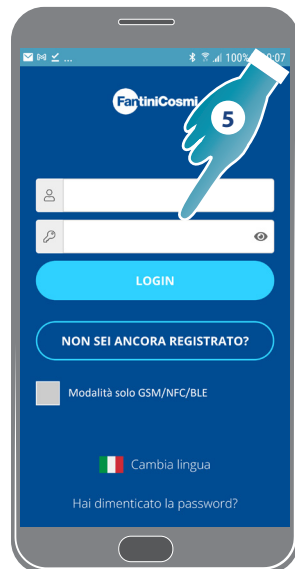 ... 100%
FantiniCosmi
5
LOGIN
NON SEI ANCORA REGISTRATO?
Modalità solo GSM/NFC/BLE
Cambia lingua
Hai dimenticato la password?